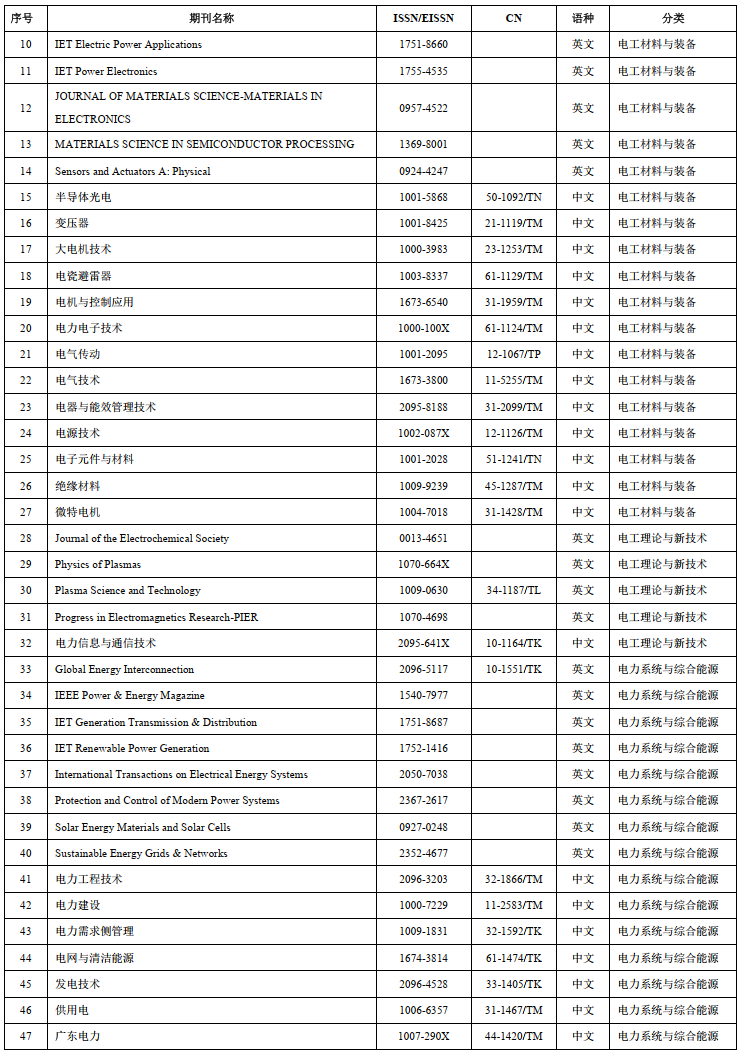 序号 期刊名称 ISSN/EISSN CN 语种 分类
10 IET Electric Power Applications 1751-8660 英文 电工材料与装备
11 IET Power Electronics 1755-4535 英文 电工材料与装备
12 JOURNAL OF MATERIALS SCIENCE-MATERIALS IN
ELECTRONICS 0957-4522 英文 电工材料与装备
13 MATERIALS SCIENCE IN SEMICONDUCTOR PROCESSING 1369-8001 英文 电工材料与装备
14 Sensors and Actuators A: Physical 0924-4247 英文 电工材料与装备
15 半导体光电 1001-5868 50-1092/TN 中文 电工材料与装备
16 变压器 1001-8425 21-1119/TM 中文 电工材料与装备
17 大电机技术 1000-3983 23-1253/TM 中文 电工材料与装备
18 电瓷避雷器 1003-8337 61-1129/TM 中文 电工材料与装备
19 电机与控制应用 1673-6540 31-1959/TM 中文 电工材料与装备
20 电力电子技术 1000-100X 61-1124/TM 中文 电工材料与装备
21 电气传动 1001-2095 12-1067/TP 中文 电工材料与装备
22 电气技术 1673-3800 11-5255/TM 中文 电工材料与装备
23 电器与能效管理技术 2095-8188 31-2099/TM 中文 电工材料与装备
24 电源技术 1002-087X 12-1126/TM 中文 电工材料与装备
25 电子元件与材料 1001-2028 51-1241/TN 中文 电工材料与装备
26 绝缘材料 1009-9239 45-1287/TM 中文 电工材料与装备
27 微特电机 1004-7018 31-1428/TM 中文 电工材料与装备
28 Journal of the Electrochemical Society 0013-4651 英文 电工理论与新技术
29 Physics of Plasmas 1070-664X 英文 电工理论与新技术
30 Plasma Science and Technology 1009-0630 34-1187/TL 英文 电工理论与新技术
31 Progress in Electromagnetics Research-PIER 1070-4698 英文 电工理论与新技术
32 电力信息与通信技术 2095-641X 10-1164/TK 中文 电工理论与新技术
33 Global Energy Interconnection 2096-5117 10-1551/TK 英文 电力系统与综合能源
34 IEEE Power & Energy Magazine 1540-7977 英文 电力系统与综合能源
35 IET Generation Transmission & Distribution 1751-8687 英文 电力系统与综合能源
36 IET Renewable Power Generation 1752-1416 英文 电力系统与综合能源
37 International Transactions on Electrical Energy Systems 2050-7038 英文 电力系统与综合能源
38 Protection and Control of Modern Power Systems 2367-2617 英文 电力系统与综合能源
39 Solar Energy Materials and Solar Cells 0927-0248 英文 电力系统与综合能源
40 Sustainable Energy Grids & Networks 2352-4677 英文 电力系统与综合能源
41 电力工程技术 2096-3203 32-1866/TM 中文 电力系统与综合能源
42 电力建设 1000-7229 11-2583/TM 中文 电力系统与综合能源
43 电力需求侧管理 1009-1831 32-1592/TK 中文 电力系统与综合能源
44 电网与清洁能源 1674-3814 61-1474/TK 中文 电力系统与综合能源
45 发电技术 2096-4528 33-1405/TK 中文 电力系统与综合能源
46 供用电 1006-6357 31-1467/TM 中文 电力系统与综合能源
47 广东电力 1007-290X 44-1420/TM 中文 电力系统与综合能源